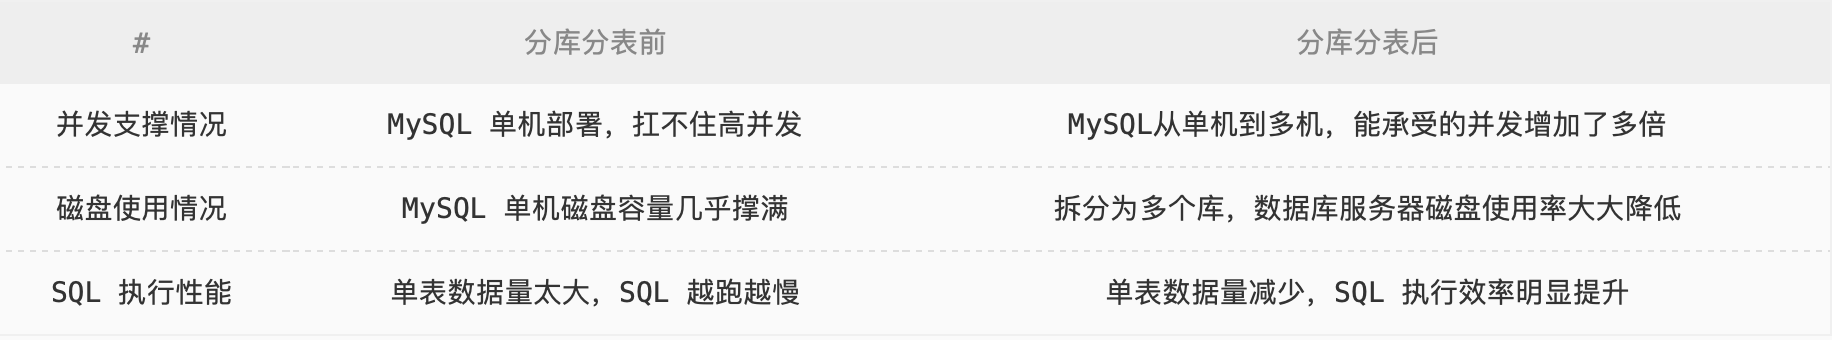 # 分库分表前 分库分表后
并发支撑情况 MySQL 单机部署，扛不住高并发 MySQL从单机到多机，能承受的并发增加了多倍
磁盘使用情况 MySQL 单机磁盘容量几乎撑满 拆分为多个库，数据库服务器磁盘使用率大大降低
SQL 执行性能 单表数据量太大，SQL 越跑越慢 单表数据量减少，SQL 执行效率明显提升